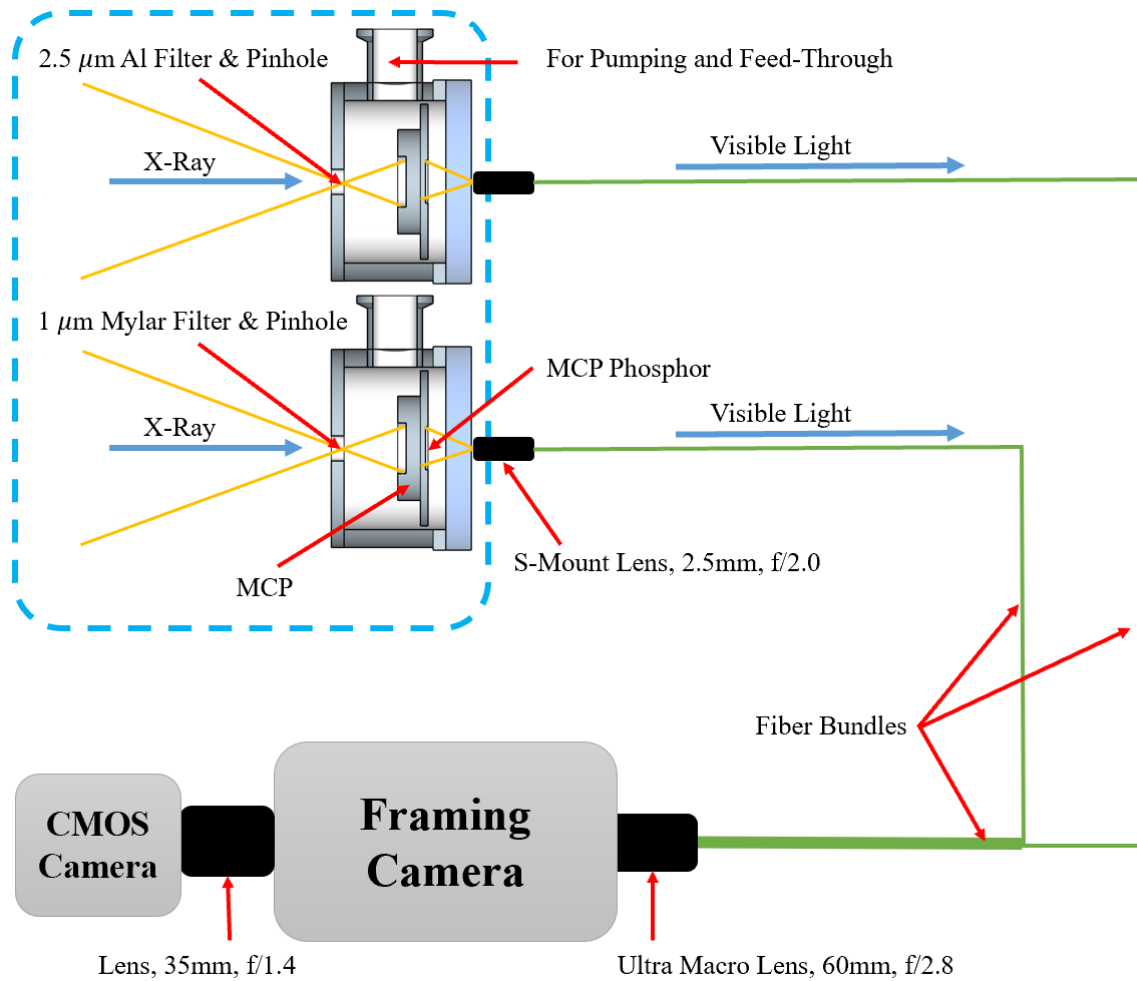 2.5 μm Al Filter & Pinhole
For Pumping and Feed-Through
X-Ray
Visible Light
1 μm Mylar Filter & Pinhole
MCP Phosphor
X-Ray
Visible Light
S-Mount Lens, 2.5mm, f/2.0
MCP
Fiber Bundles
CMOS
Camera
Framing
Camera
Lens, 35mm, f/1.4
Ultra Macro Lens, 60mm, f/2.8